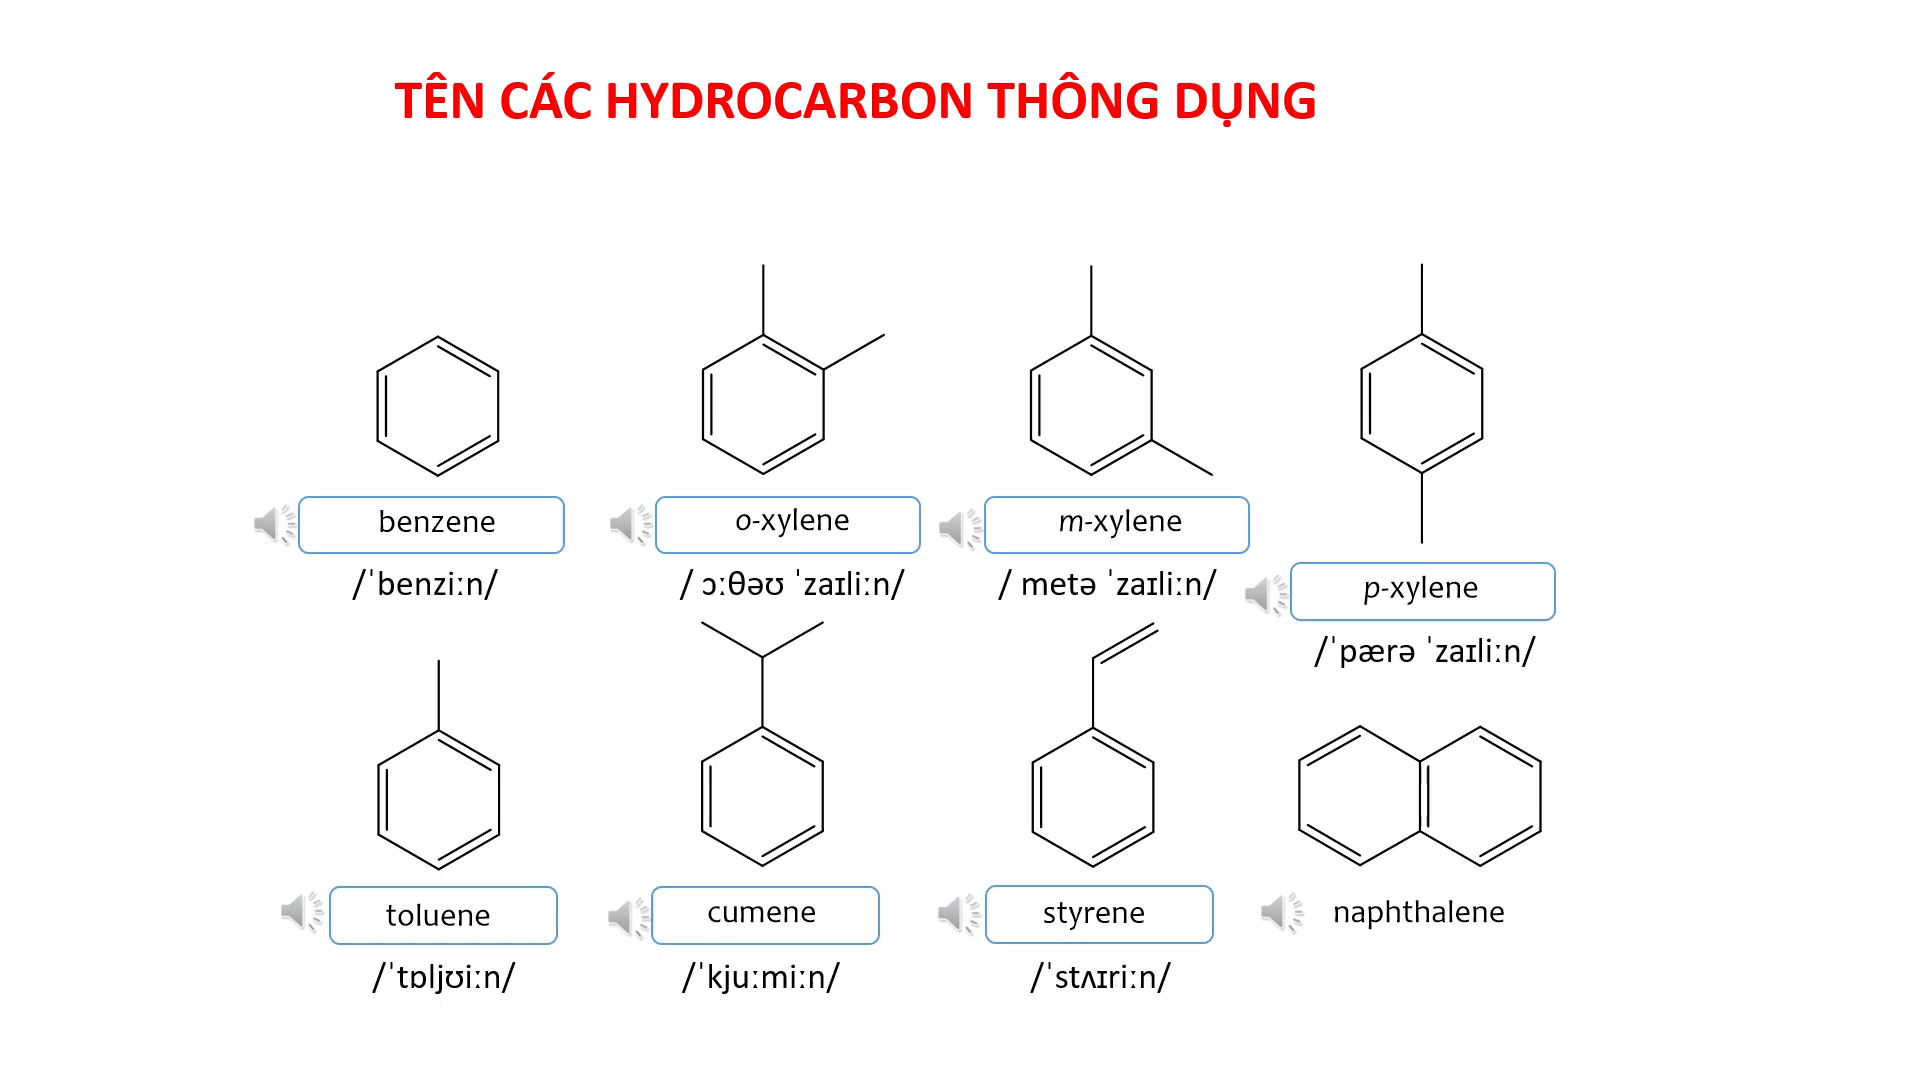 TÊN CÁC HYDROCARBON THÔNG DỤNG
benzene
o-xylene
m-xylene
p-xylene
/ˈbenziːn/
/ ɔːθəʊ ˈzaɪliːn/
/ metə ˈzaɪliːn/
/ˈpærə ˈzaɪliːn/
toluene
cumene
styrene
naphthalene
/ˈtɒljʊiːn/
/ˈkjuːmiːn/
/ˈstʌɪriːn/